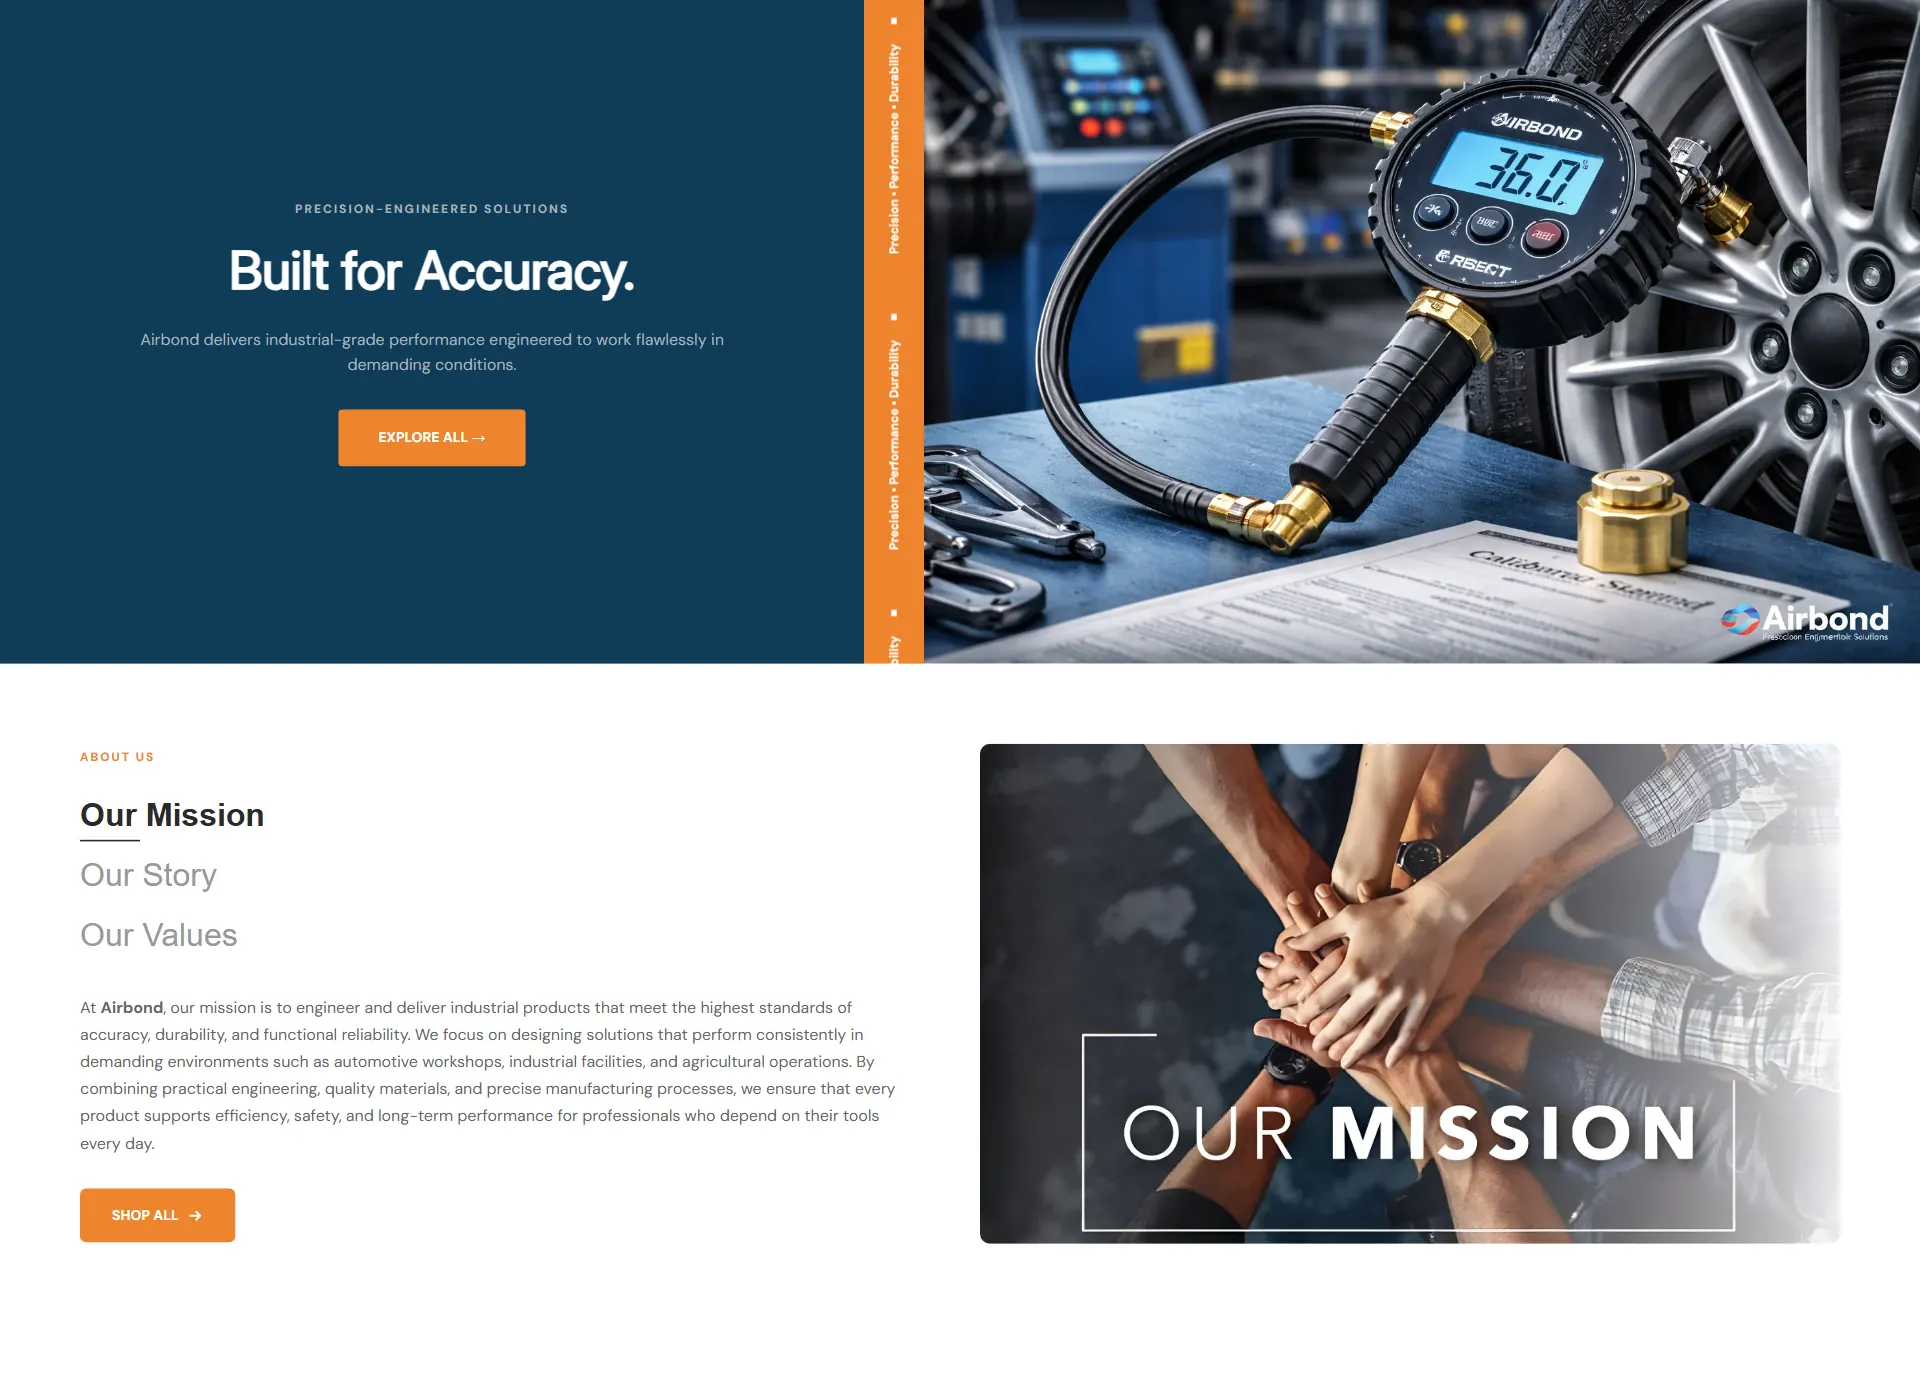 PRECISION-ENGINEERED SOLUTIONS
Built for Accuracy.
Airbond delivers industrial-grade performance engineered to work flawlessly in
demanding conditions.
EXPLORE ALL →
Precision • Performance • Durability
Precision • Performance • Durability
bility
AIRBOND
36.0
Airbond
ABOUT US
Our Mission
Our Story
Our Values
At Airbond, our mission is to engineer and deliver industrial products that meet the highest standards of
accuracy, durability, and functional reliability. We focus on designing solutions that perform consistently in
demanding environments such as automotive workshops, industrial facilities, and agricultural operations. By
combining practical engineering, quality materials, and precise manufacturing processes, we ensure that every
product supports efficiency, safety, and long-term performance for professionals who depend on their tools
every day.
SHOP ALL →
OUR MISSION